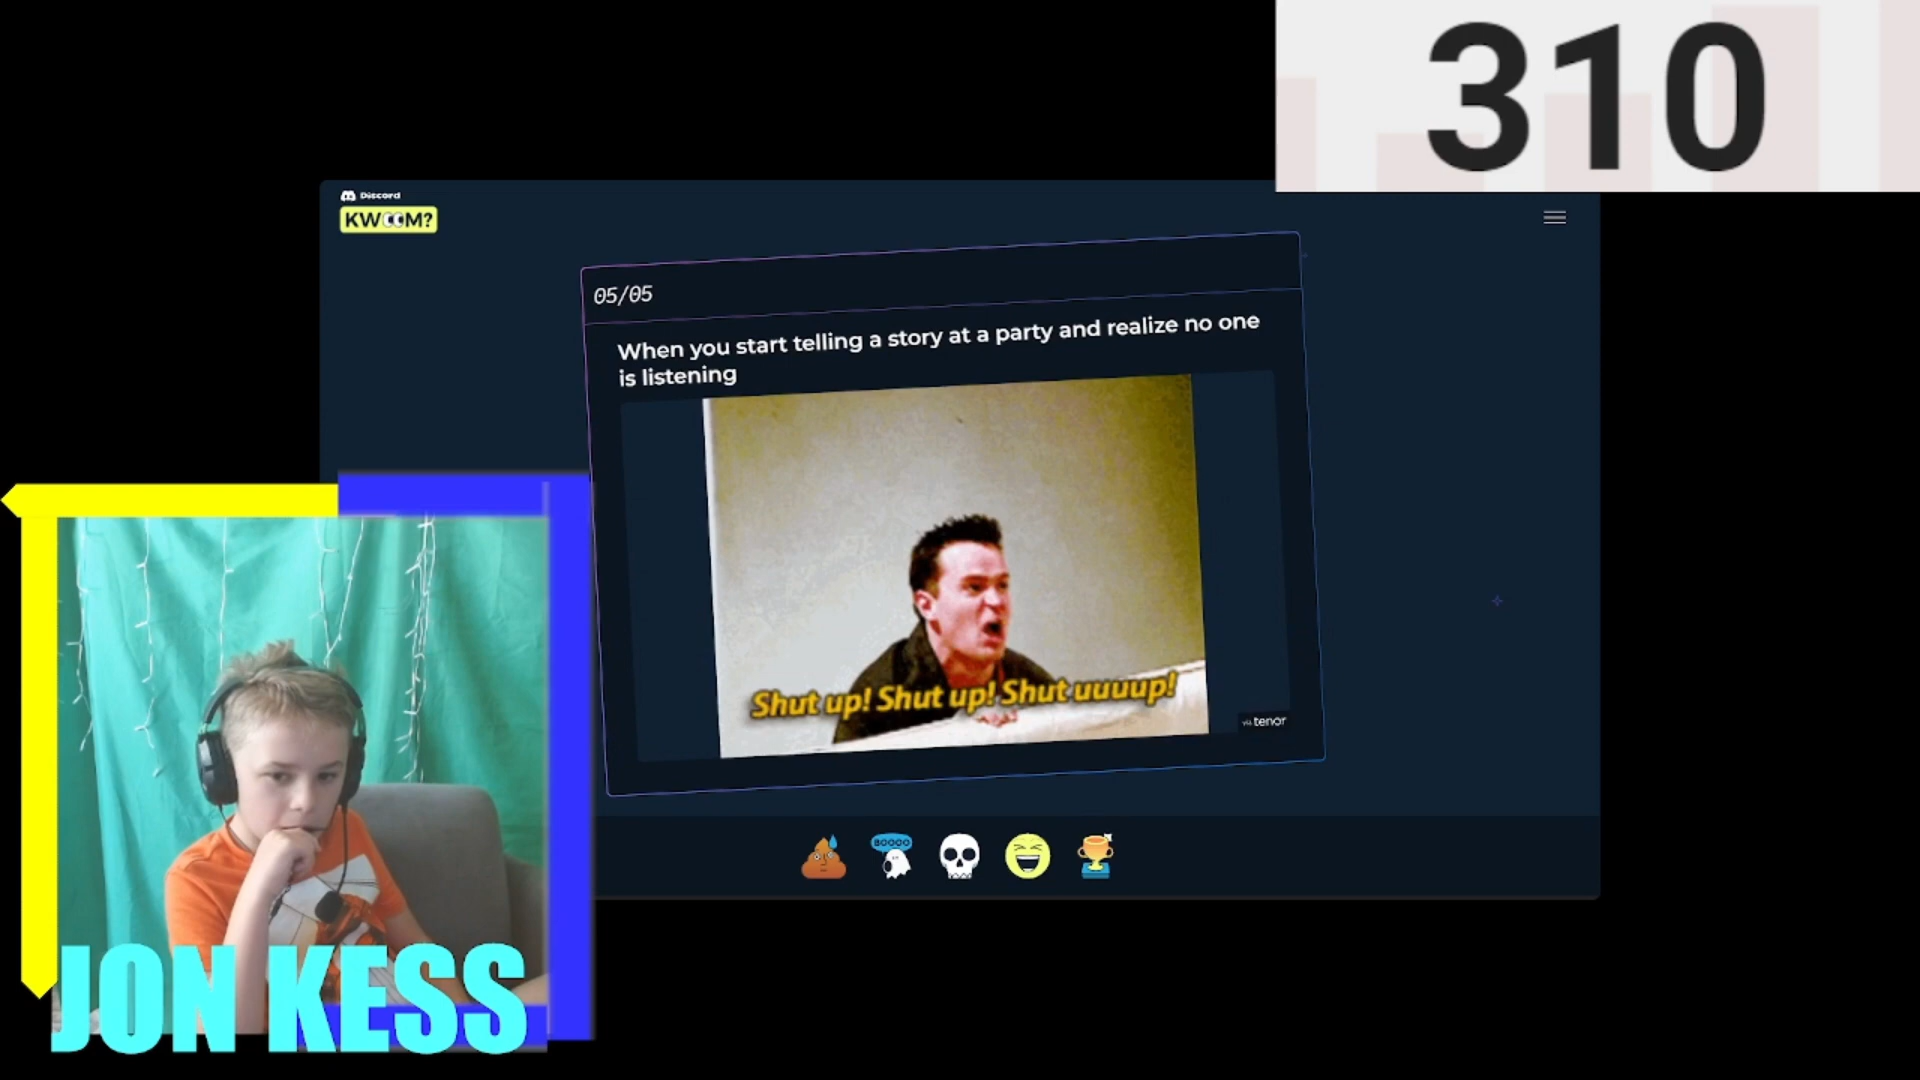 310
Discord
KWOOM?
05/05
When you start telling a story at a party and realize no one
is listening
Shut up! Shut up! Shut uuuup!
via tenor
BOOOO
JON KESS